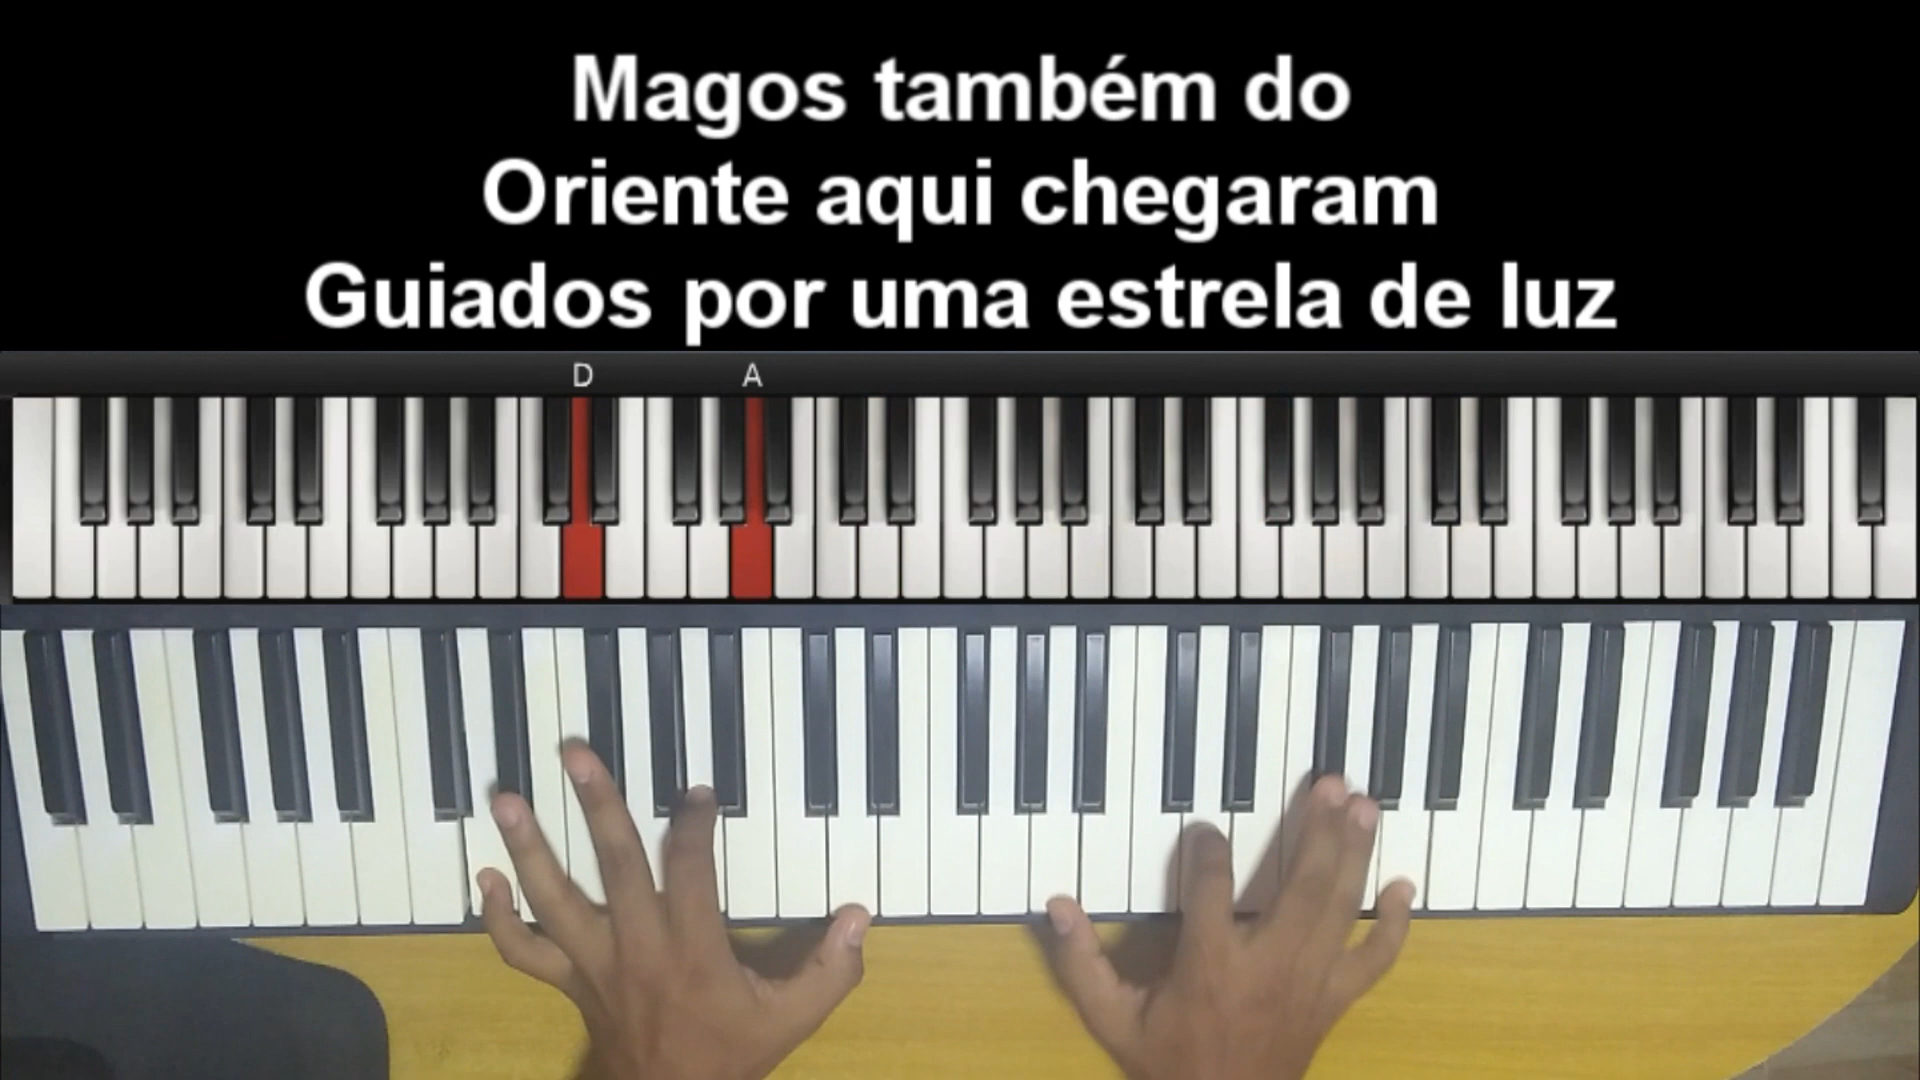 Magos também do
Oriente aqui chegaram
Guiados por uma estrela de luz
D A